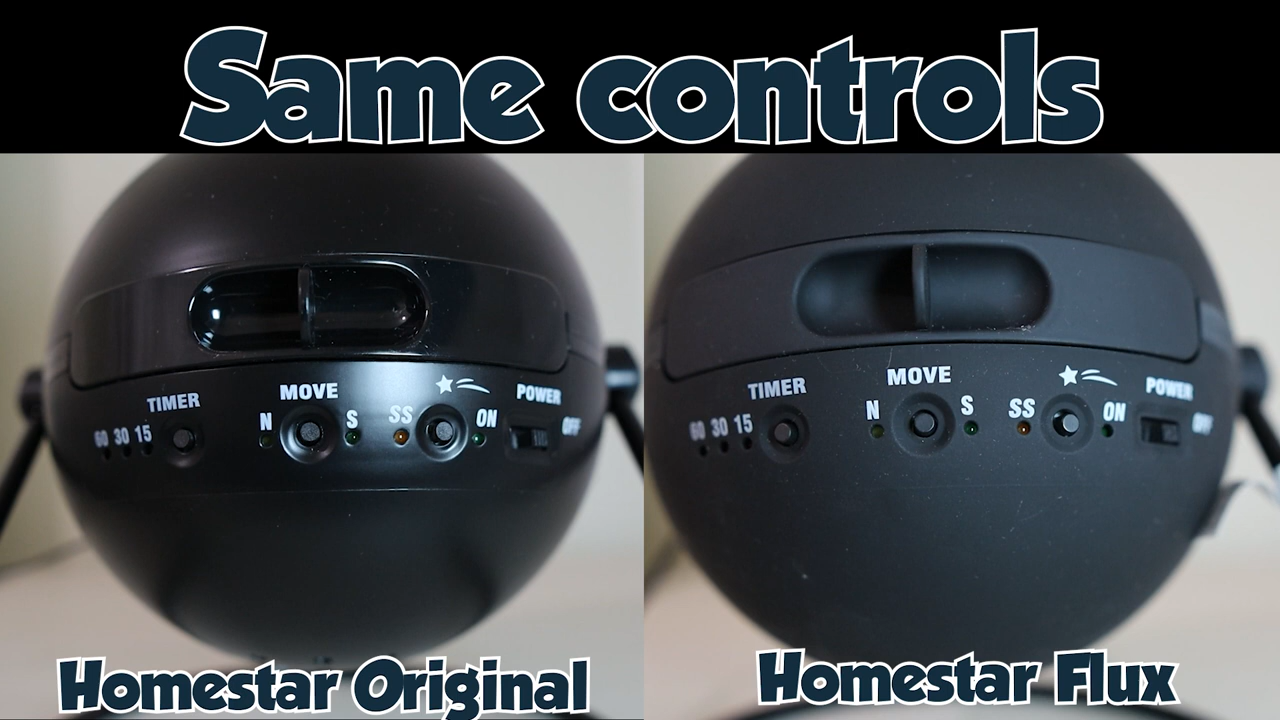 Same controls
MOVE
TIMER
POWER
N
S
SS
ON
OFF
60 30 15
MOVE
TIMER
POWER
N
S
SS
ON
OFF
60 30 15
Homestar Original
Homestar Flux